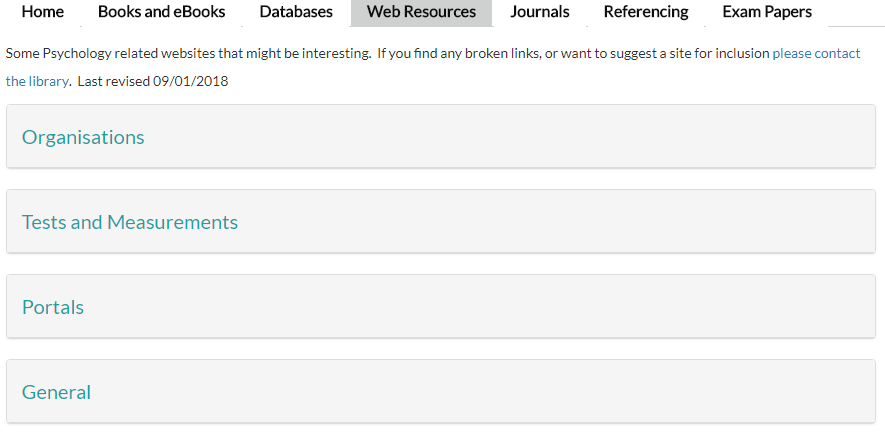 Home Books and eBooks Databases Web Resources Journals Referencing Exam Papers
Some Psychology related websites that might be interesting. If you find any broken links, or want to suggest a site for inclusion please contact
the library. Last revised 09/01/2018
Organisations
Tests and Measurements
Portals
General